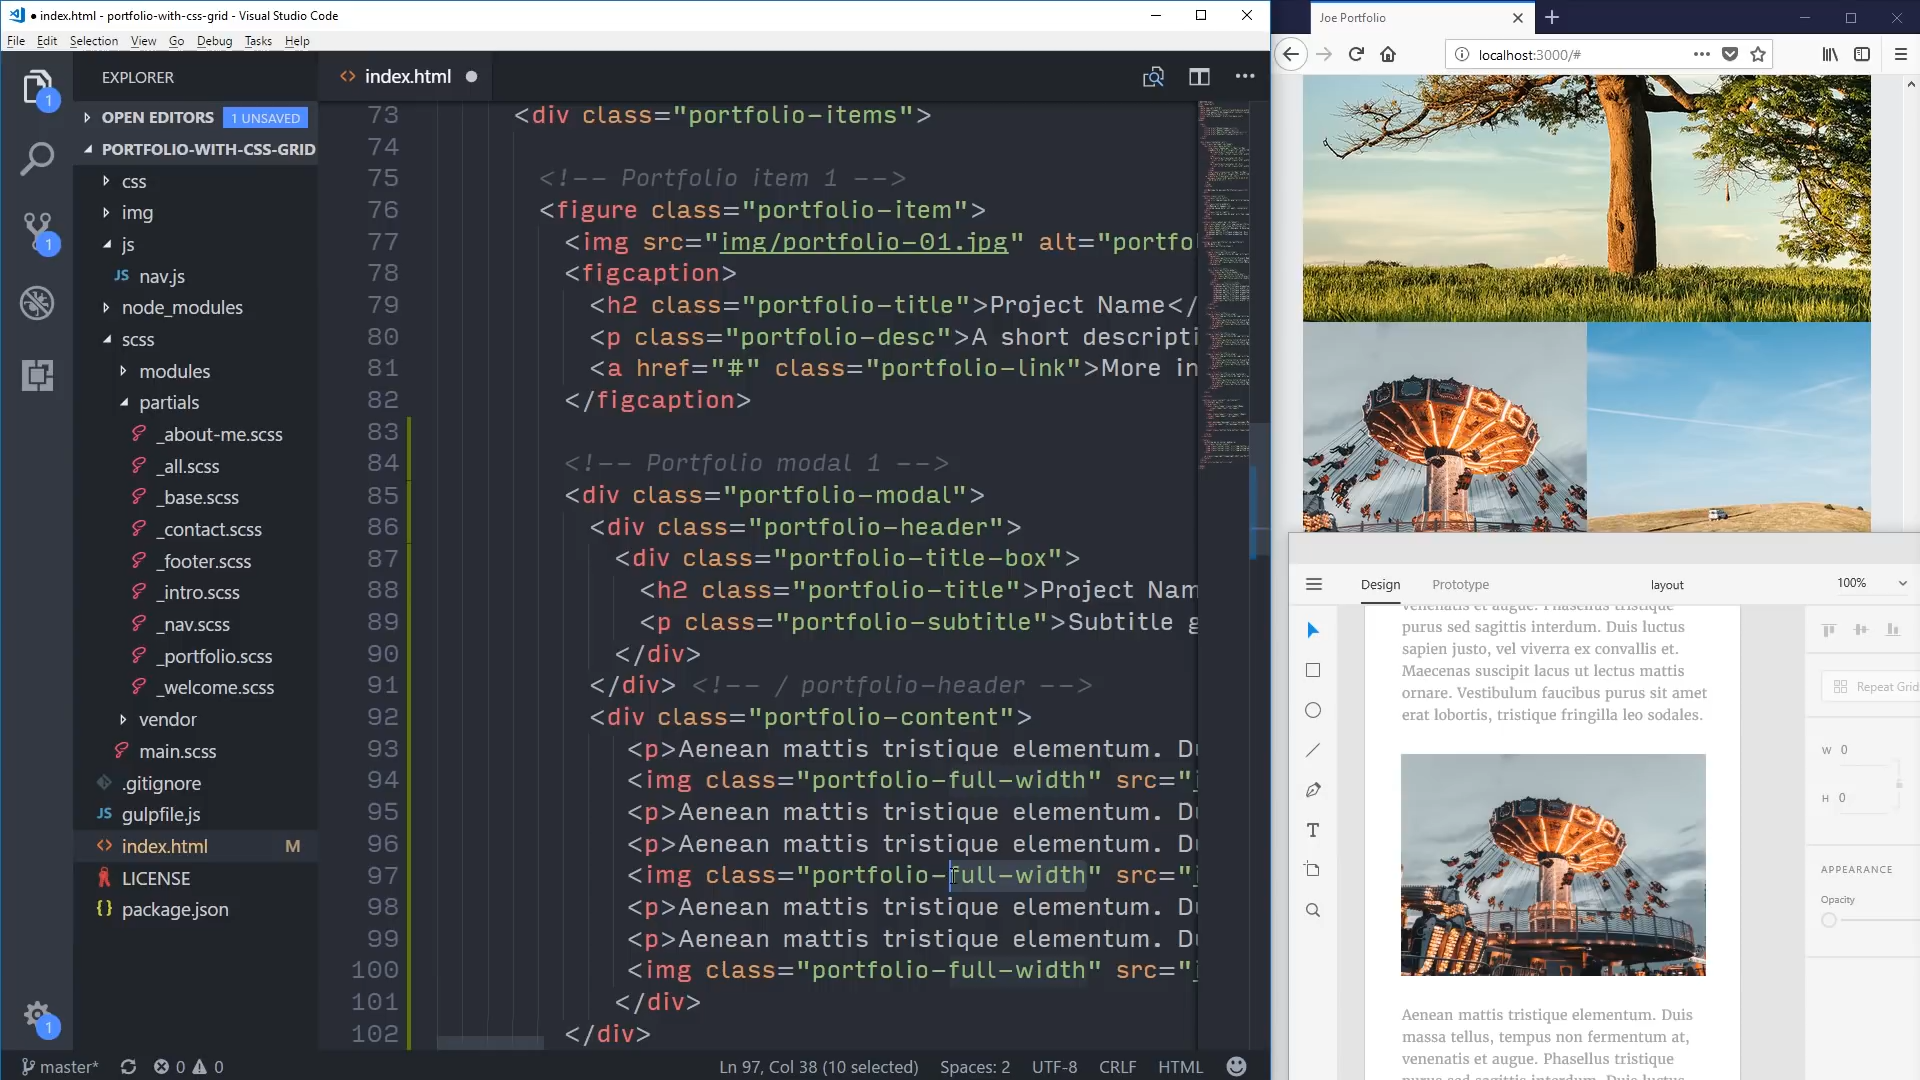 ● index.html - portfolio-with-css-grid - Visual Studio Code
File Edit Selection View Go Debug Tasks Help
EXPLORER
OPEN EDITORS 1 UNSAVED
PORTFOLIO-WITH-CSS-GRID
css
img
js
JS nav.js
node_modules
scss
modules
partials
_about-me.scss
_all.scss
_base.scss
_contact.scss
_footer.scss
_intro.scss
_nav.scss
_portfolio.scss
_welcome.scss
vendor
main.scss
.gitignore
JS gulpfile.js
<> index.html M
LICENSE
{} package.json
1
1
1
<> index.html ●
73 <div class="portfolio-items">
74
75 <!-- Portfolio item 1 -->
76 <figure class="portfolio-item">
77 <img src="img/portfolio-01.jpg" alt="portfo
78 <figcaption>
79 <h2 class="portfolio-title">Project Name</
80 <p class="portfolio-desc">A short descripti
81 <a href="#" class="portfolio-link">More in
82 </figcaption>
83
84 <!-- Portfolio modal 1 -->
85 <div class="portfolio-modal">
86 <div class="portfolio-header">
87 <div class="portfolio-title-box">
88 <h2 class="portfolio-title">Project Nam
89 <p class="portfolio-subtitle">Subtitle g
90 </div>
91 </div> <!-- / portfolio-header -->
92 <div class="portfolio-content">
93 <p>Aenean mattis tristique elementum. Du
94 <img class="portfolio-full-width" src="i
95 <p>Aenean mattis tristique elementum. Du
96 <p>Aenean mattis tristique elementum. Du
97 <img class="portfolio-full-width" src="i
98 <p>Aenean mattis tristique elementum. Du
99 <p>Aenean mattis tristique elementum. Du
100 <img class="portfolio-full-width" src="i
101 </div>
102 </div>
master* 0 0 Ln 97, Col 38 (10 selected) Spaces: 2 UTF-8 CRLF HTML
Joe Portfolio
localhost:3000/#
Design Prototype layout 100%
venenatis et augue. Phasellus tristique
purus sed sagittis interdum. Duis luctus
sapien justo, vel viverra ex convallis et.
Maecenas suscipit lacus ut lectus mattis
ornare. Vestibulum faucibus purus sit amet
erat lobortis, tristique fringilla leo sodales.
Aenean mattis tristique elementum. Duis
massa tellus, tempus non fermentum at,
venenatis et augue. Phasellus tristique
Repeat Grid
W 0
H 0
APPEARANCE
Opacity